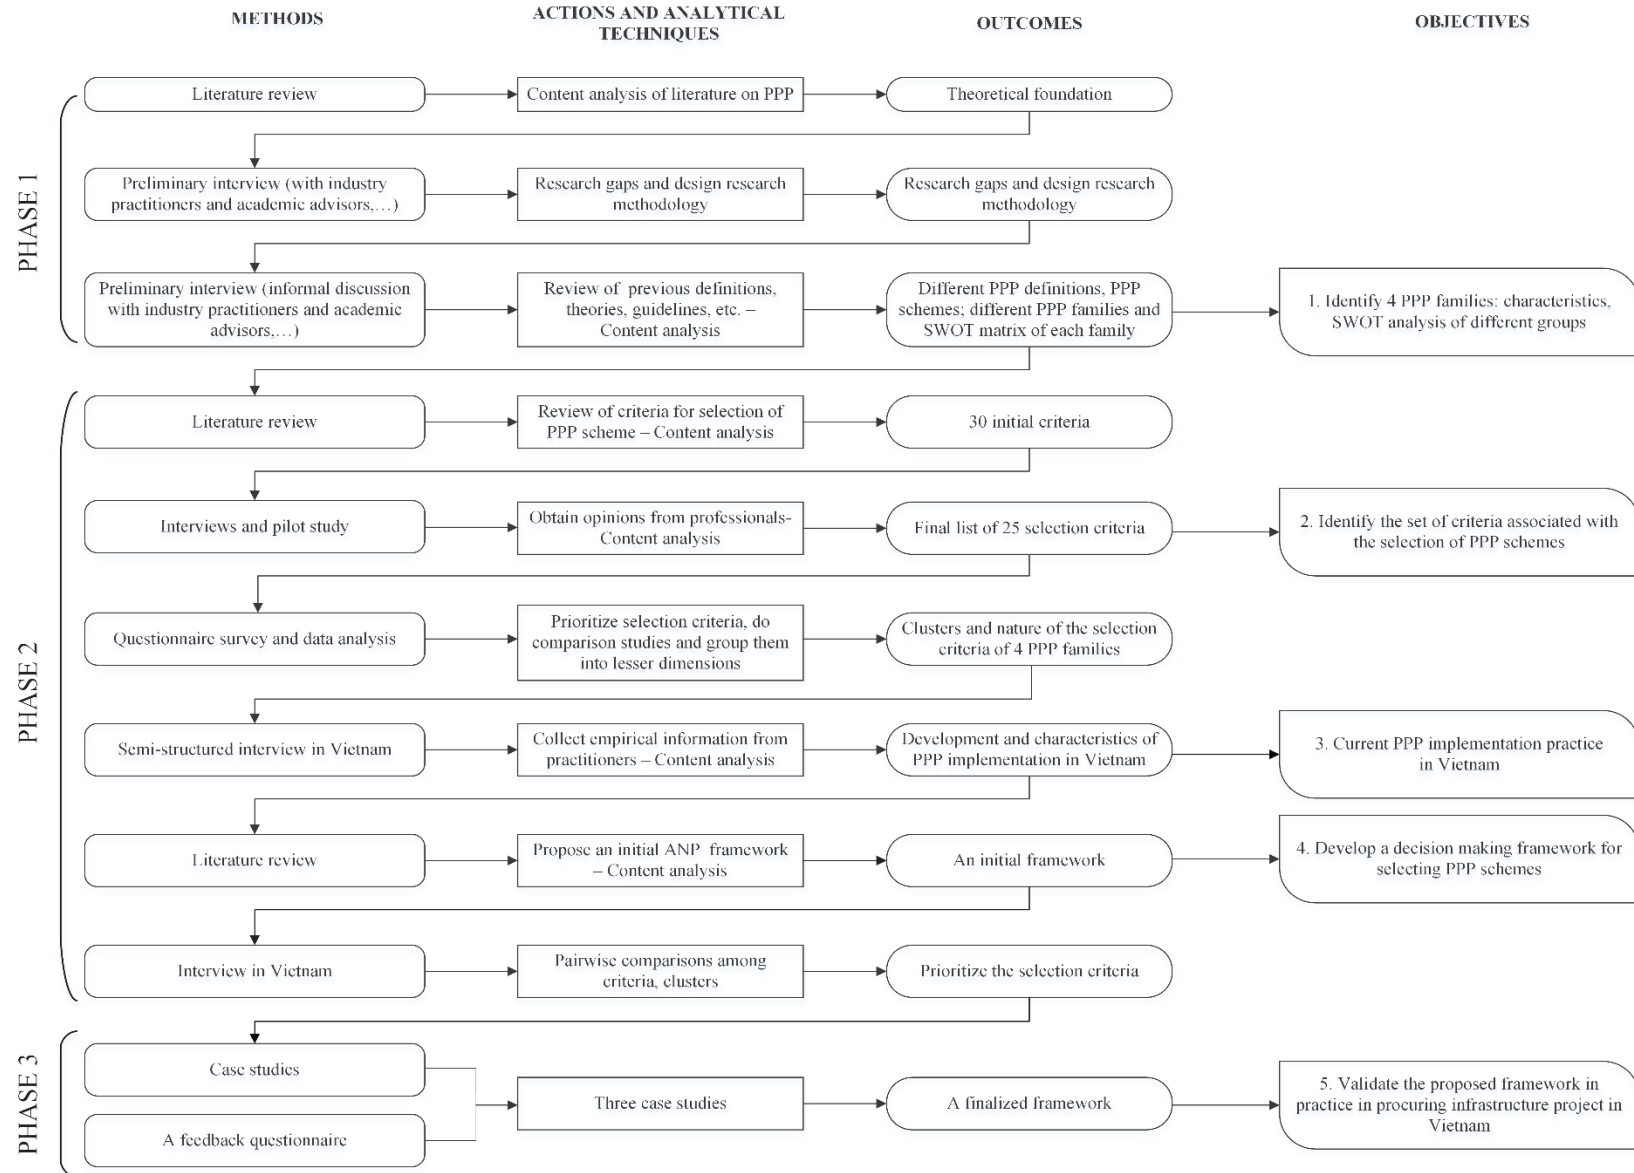 METHODS
ACTIONS AND ANALYTICAL
TECHNIQUES
OUTCOMES
OBJECTIVES
PHASE 1
Literature review
Content analysis of literature on PPP
Theoretical foundation
Preliminary interview (with industry
practitioners and academic advisors,…)
Research gaps and design research
methodology
Research gaps and design research
methodology
Preliminary interview (informal discussion
with industry practitioners and academic
advisors,…)
Review of previous definitions,
theories, guidelines, etc. –
Content analysis
Different PPP definitions, PPP
schemes; different PPP families and
SWOT matrix of each family
1. Identify 4 PPP families: characteristics,
SWOT analysis of different groups
PHASE 2
Literature review
Review of criteria for selection of
PPP scheme – Content analysis
30 initial criteria
Interviews and pilot study
Obtain opinions from professionals-
Content analysis
Final list of 25 selection criteria
2. Identify the set of criteria associated with
the selection of PPP schemes
Questionnaire survey and data analysis
Prioritize selection criteria, do
comparison studies and group them
into lesser dimensions
Clusters and nature of the selection
criteria of 4 PPP families
Semi-structured interview in Vietnam
Collect empirical information from
practitioners – Content analysis
Development and characteristics of
PPP implementation in Vietnam
3. Current PPP implementation practice
in Vietnam
Literature review
Propose an initial ANP framework
– Content analysis
An initial framework
4. Develop a decision making framework for
selecting PPP schemes
Interview in Vietnam
Pairwise comparisons among
criteria, clusters
Prioritize the selection criteria
PHASE 3
Case studies
A feedback questionnaire
Three case studies
A finalized framework
5. Validate the proposed framework in
practice in procuring infrastructure project in
Vietnam